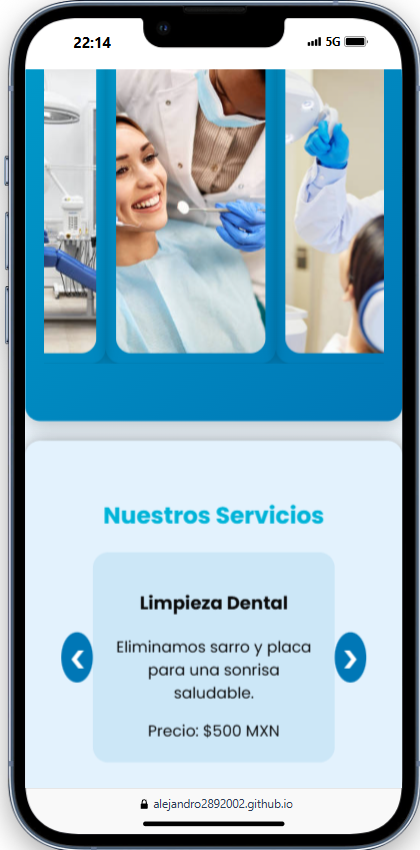 22:14
5G
Nuestros Servicios
Limpieza Dental
Eliminamos sarro y placa
para una sonrisa
saludable.
Precio: $500 MXN
alejandro2892002.github.io